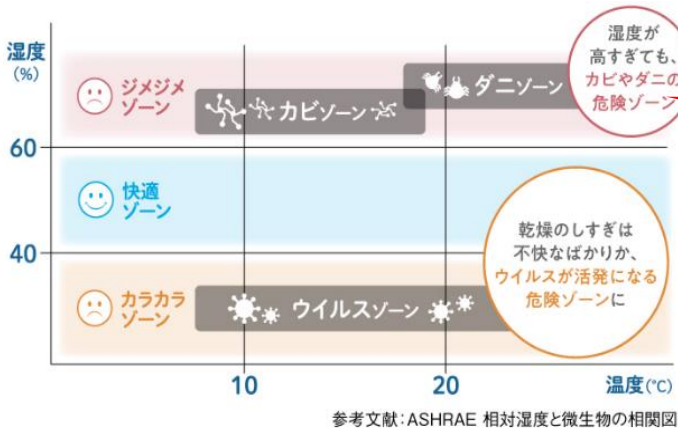 湿度
(%)
ジメジメ
ゾーン
カビゾーン
ダニゾーン
湿度が
高すぎても、
カビやダニの
危険ゾーン
60
快適
ゾーン
40
カラカラ
ゾーン
ウイルスゾーン
乾燥のしすぎは
不快なばかりか、
ウイルスが活発になる
危険ゾーンに
10
20
温度(℃)
参考文献:ASHRAE 相対湿度と微生物の相関図